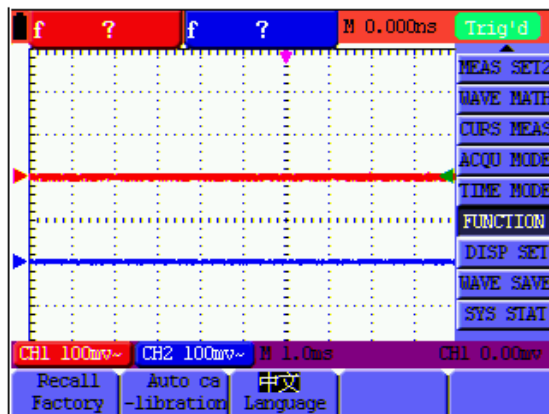 f ? f ? M 0.000ns Trig'd
MEAS SET2
WAVE MATH
CURS MEAS
ACQU MODE
TIME MODE
FUNCTION
DISP SET
WAVE SAVE
SYS STAT
CH1 100mv~ CH2 100mv~ M 1.0ms CH1 0.00mv
Recall Factory
Auto ca
-libration
中文
Language